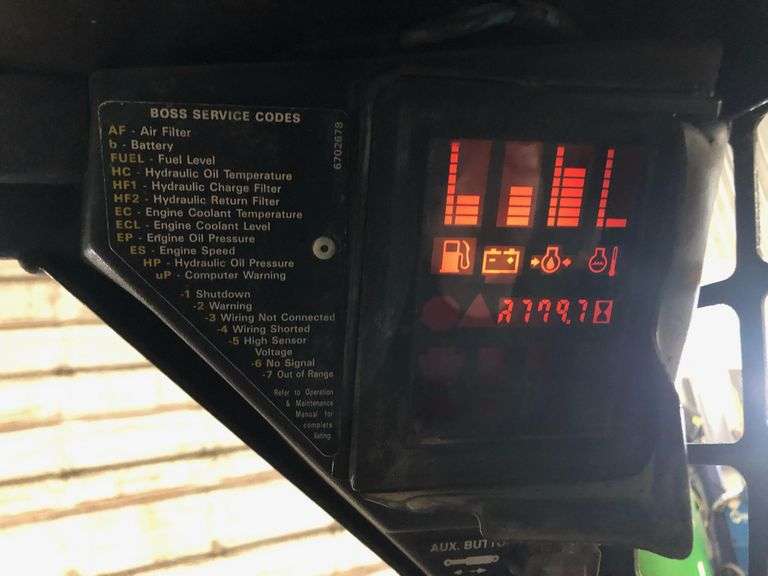 BOSS SERVICE CODES
AF - Air Filter
b - Battery
FUEL - Fuel Level
HC - Hydraulic Oil Temperature
HF1 - Hydraulic Charge Filter
HF2 - Hydraulic Return Filter
EC - Engine Coolant Temperature
ECL - Engine Coolant Level
EP - Engine Oil Pressure
ES - Engine Speed
HP - Hydraulic Oil Pressure
uP - Computer Warning
-1 Shutdown
-2 Warning
-3 Wiring Not Connected
-4 Wiring Shorted
-5 High Sensor
Voltage
-6 No Signal
-7 Out of Range
Refer to Operation
& Maintenance
Manual for
complete
listing.
6702678
779.7
AUX.